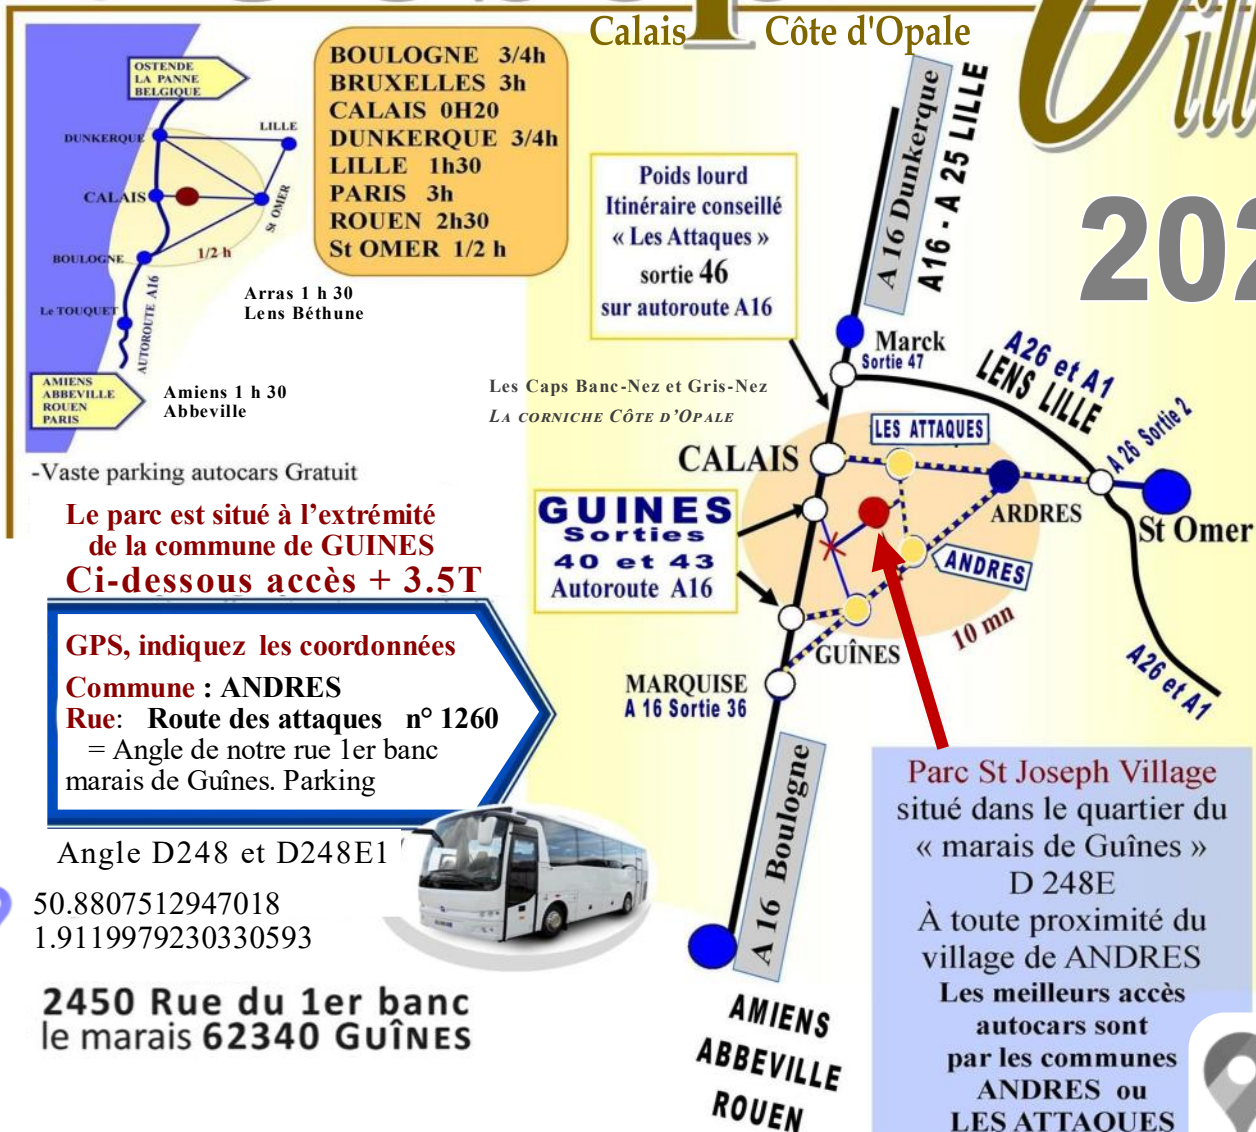 Calais Côte d'Opale
OSTENDE
LA PANNE
BELGIQUE
DUNKERQUE
LILLE
CALAIS
St OMER
BOULOGNE
1/2 h
Le TOUQUET
AUTOROUTE A16
AMIENS
ABBEVILLE
ROUEN
PARIS
BOULOGNE 3/4h
BRUXELLES 3h
CALAIS 0H20
DUNKERQUE 3/4h
LILLE 1h30
PARIS 3h
ROUEN 2h30
St OMER 1/2 h
Arras 1 h 30
Lens Béthune
Amiens 1 h 30
Abbeville
Les Caps Banc-Nez et Gris-Nez
LA CORNICHE CÔTE D'OPALE
-Vaste parking autocars Gratuit
Le parc est situé à l'extrémité
de la commune de GUINES
Ci-dessous accès + 3.5T
GPS, indiquez les coordonnées
Commune : ANDRES
Rue: Route des attaques n° 1260
= Angle de notre rue 1er banc
marais de Guînes. Parking
Angle D248 et D248E1
50.8807512947018
1.9119979230330593
2450 Rue du 1er banc
le marais 62340 GUÎNES
Poids lourd
Itinéraire conseillé
« Les Attaques »
sortie 46
sur autoroute A16
A 16 Dunkerque
A16 - A 25 LILLE
Marck
Sortie 47
A26 et A1
LENS LILLE
A 26 Sortie 2
LES ATTAQUES
CALAIS
ARDRES
St Omer
GUINES
Sorties
40 et 43
Autoroute A16
ANDRES
10 mn
GUÎNES
MARQUISE
A 16 Sortie 36
A26 et A1
A 16 Boulogne
AMIENS
ABBEVILLE
ROUEN
Parc St Joseph Village
situé dans le quartier du
« marais de Guînes »
D 248E
À toute proximité du
village de ANDRES
Les meilleurs accès
autocars sont
par les communes
ANDRES ou
LES ATTAQUES